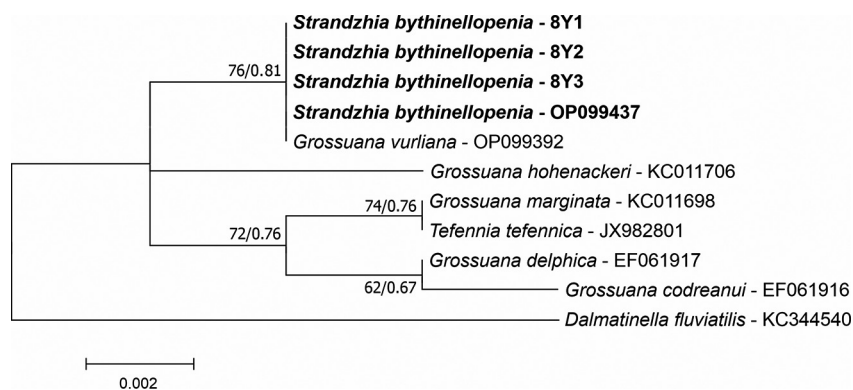 Strandzhia bythinellopenia - 8Y1
Strandzhia bythinellopenia - 8Y2
76/0.81
Strandzhia bythinellopenia - 8Y3
Strandzhia bythinellopenia - OP099437
Grossuana vurliana - OP099392
Grossuana hohenackeri - KC011706
Grossuana marginata - KC011698
74/0.76
Tefennia tefennica - JX982801
72/0.76
Grossuana delphica - EF061917
62/0.67
Grossuana codreanui - EF061916
Dalmatinella fluviatilis - KC344540
0.002